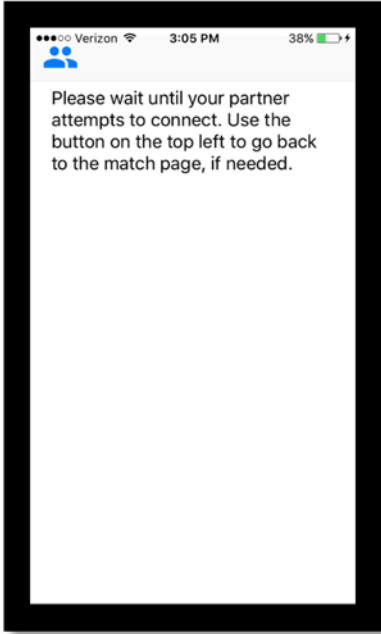 Verizon 3:05 PM 38%
Please wait until your partner
attempts to connect. Use the
button on the top left to go back
to the match page, if needed.